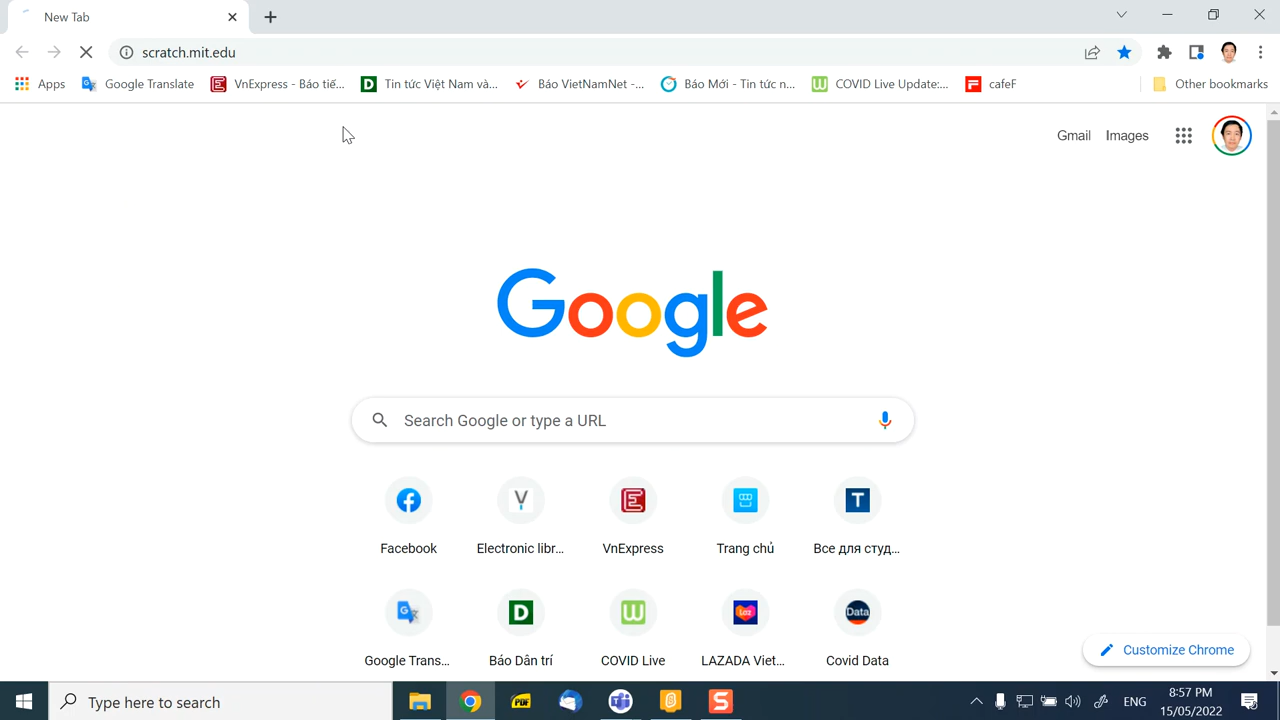 New Tab
scratch.mit.edu
Apps
Google Translate
VnExpress - Báo tiế...
Tin tức Việt Nam và...
Báo VietNamNet -...
Báo Mới - Tin tức n...
COVID Live Update:...
cafeF
Other bookmarks
Gmail
Images
Google
Search Google or type a URL
Facebook
Electronic libr...
VnExpress
Trang chủ
Все для студ...
Google Trans...
Báo Dân trí
COVID Live
LAZADA Viet...
Covid Data
Customize Chrome
Type here to search
ENG
8:57 PM
15/05/2022